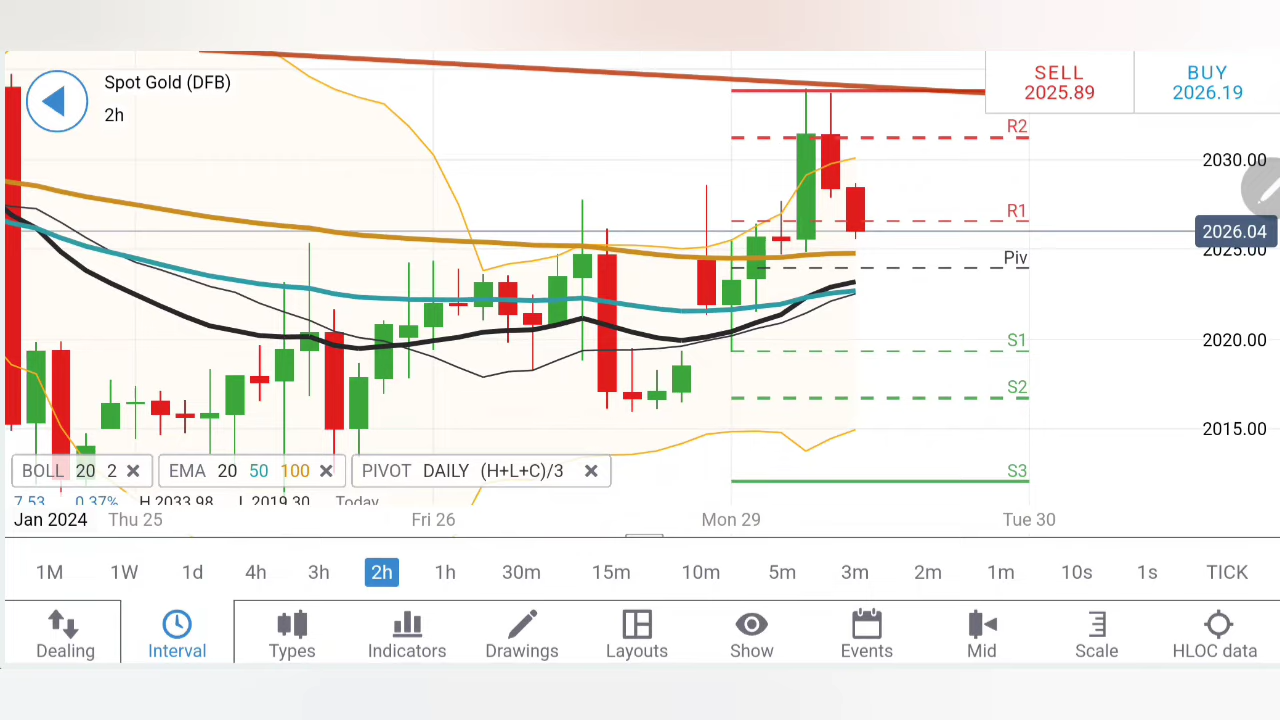 Spot Gold (DFB)
2h
SELL
2025.89
BUY
2026.19
R2
2030.00
R1
2026.04
2025.00
Piv
S1
2020.00
S2
2015.00
S3
BOLL 20 2 × EMA 20 50 100 × PIVOT DAILY (H+L+C)/3 ×
7.53 0.37% H 2033.98 L 2019.30 Today
Jan 2024 Thu 25 Fri 26 Mon 29 Tue 30
1M 1W 1d 4h 3h 2h 1h 30m 15m 10m 5m 3m 2m 1m 10s 1s TICK
Dealing Interval Types Indicators Drawings Layouts Show Events Mid Scale HLOC data